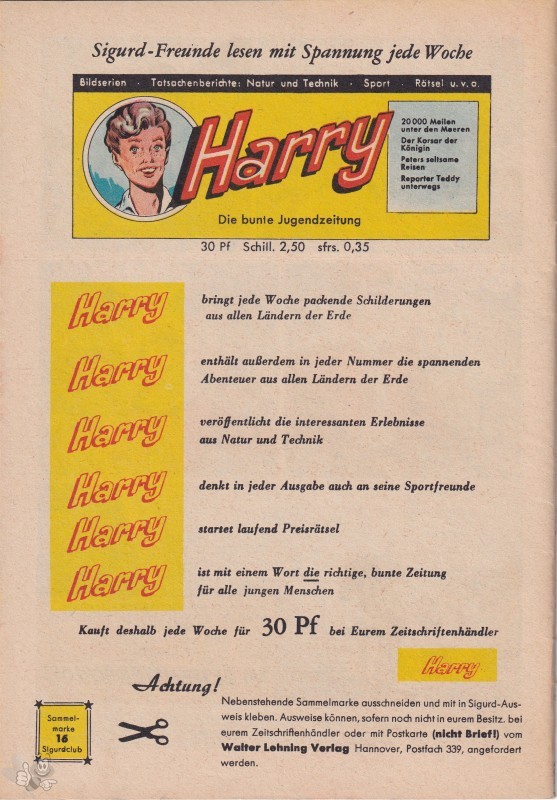 Sigurd-Freunde lesen mit Spannung jede Woche
Bildserien · Tatsachenberichte: Natur und Technik · Sport · Rätsel u.v.a.
Harry
20 000 Meilen
unter den Meeren
Der Korsar der
Königin
Peters seltsame
Reisen
Reporter Teddy
unterwegs
Die bunte Jugendzeitung
30 Pf Schill. 2,50 sfrs. 0,35
Harry bringt jede Woche packende Schilderungen
aus allen Ländern der Erde
Harry enthält außerdem in jeder Nummer die spannenden
Abenteuer aus allen Ländern der Erde
Harry veröffentlicht die interessanten Erlebnisse
aus Natur und Technik
Harry denkt in jeder Ausgabe auch an seine Sportfreunde
Harry startet laufend Preisrätsel
Harry ist mit einem Wort die richtige, bunte Zeitung
für alle jungen Menschen
Kauft deshalb jede Woche für 30 Pf bei Eurem Zeitschriftenhändler
Harry
Achtung!
Sammel-
marke
16
Sigurdclub
Nebenstehende Sammelmarke ausschneiden und mit in Sigurd-Aus-
weis kleben. Ausweise können, sofern noch nicht in eurem Besitz. bei
eurem Zeitschriftenhändler oder mit Postkarte (nicht Brief!) vom
Walter Lehning Verlag Hannover, Postfach 339, angefordert
werden.